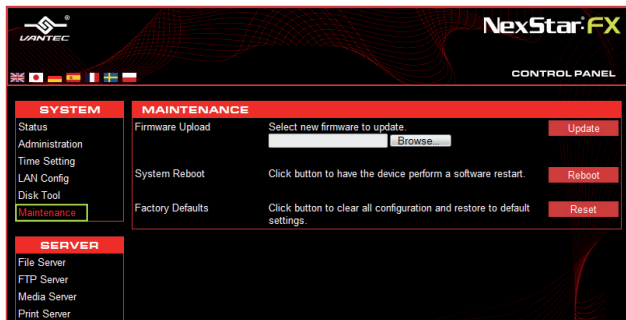 VANTEC®
NexStar FX
CONTROL PANEL
SYSTEM
Status
Administration
Time Setting
LAN Config
Disk Tool
Maintenance
SERVER
File Server
FTP Server
Media Server
Print Server
MAINTENANCE
Firmware Upload
Select new firmware to update.
Browse...
Update
System Reboot
Click button to have the device perform a software restart.
Reboot
Factory Defaults
Click button to clear all configuration and restore to default
settings.
Reset